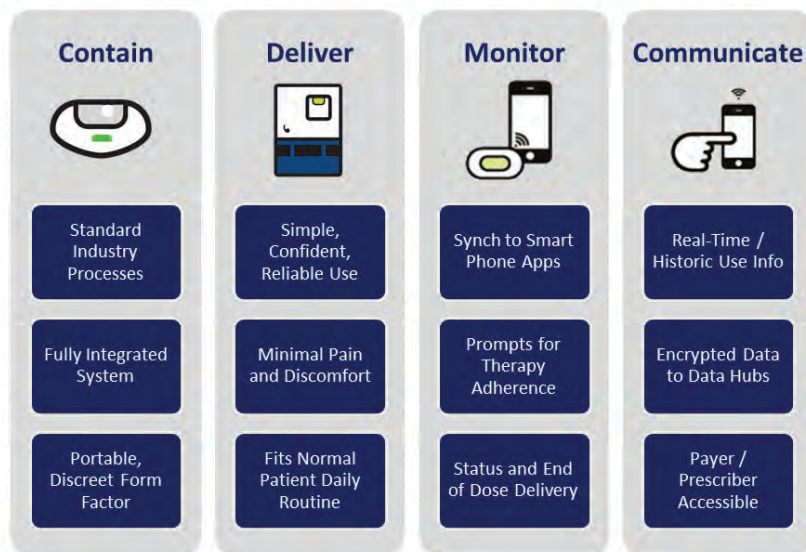 Contain
Standard
Industry
Processes
Fully Integrated
System
Portable,
Discreet Form
Factor
Deliver
Simple,
Confident,
Reliable Use
Minimal Pain
and Discomfort
Fits Normal
Patient Daily
Routine
Monitor
Synch to Smart
Phone Apps
Prompts for
Therapy
Adherence
Status and End
of Dose Delivery
Communicate
Real-Time /
Historic Use Info
Encrypted Data
to Data Hubs
Payer /
Prescriber
Accessible